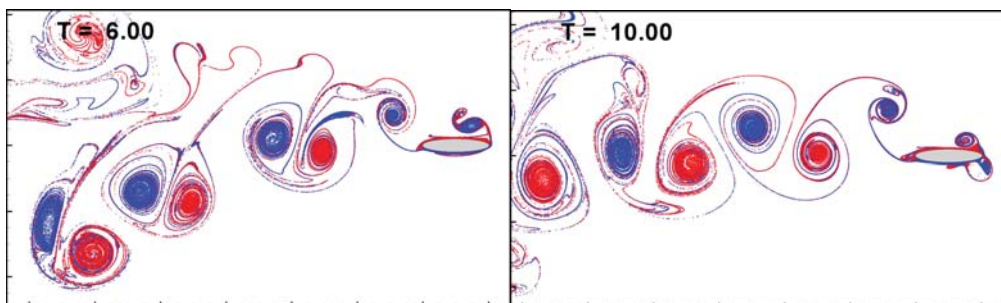 T = 6.00
T = 10.00